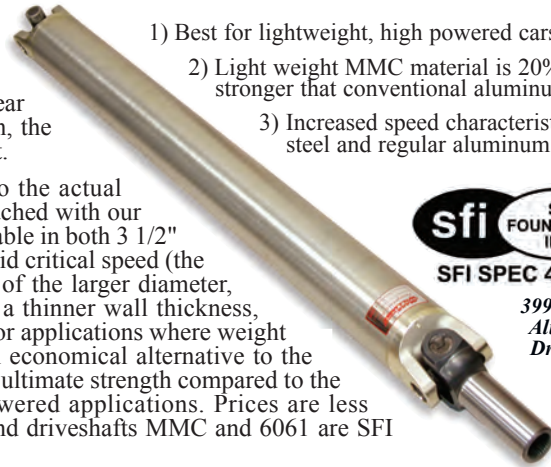 1) Best for lightweight, high powered cars
2) Light weight MMC material is 20%
stronger that conventional aluminu
3) Increased speed characterist
steel and regular aluminum
ear
n, the
t.
o the actual
ached with our
able in both 3 1/2"
id critical speed (the
of the larger diameter,
a thinner wall thickness,
or applications where weight
economical alternative to the
ultimate strength compared to the
wered applications. Prices are less
nd driveshafts MMC and 6061 are SFI
sfi
S
FOUN
I
SFI SPEC 4
399
Al
Dr